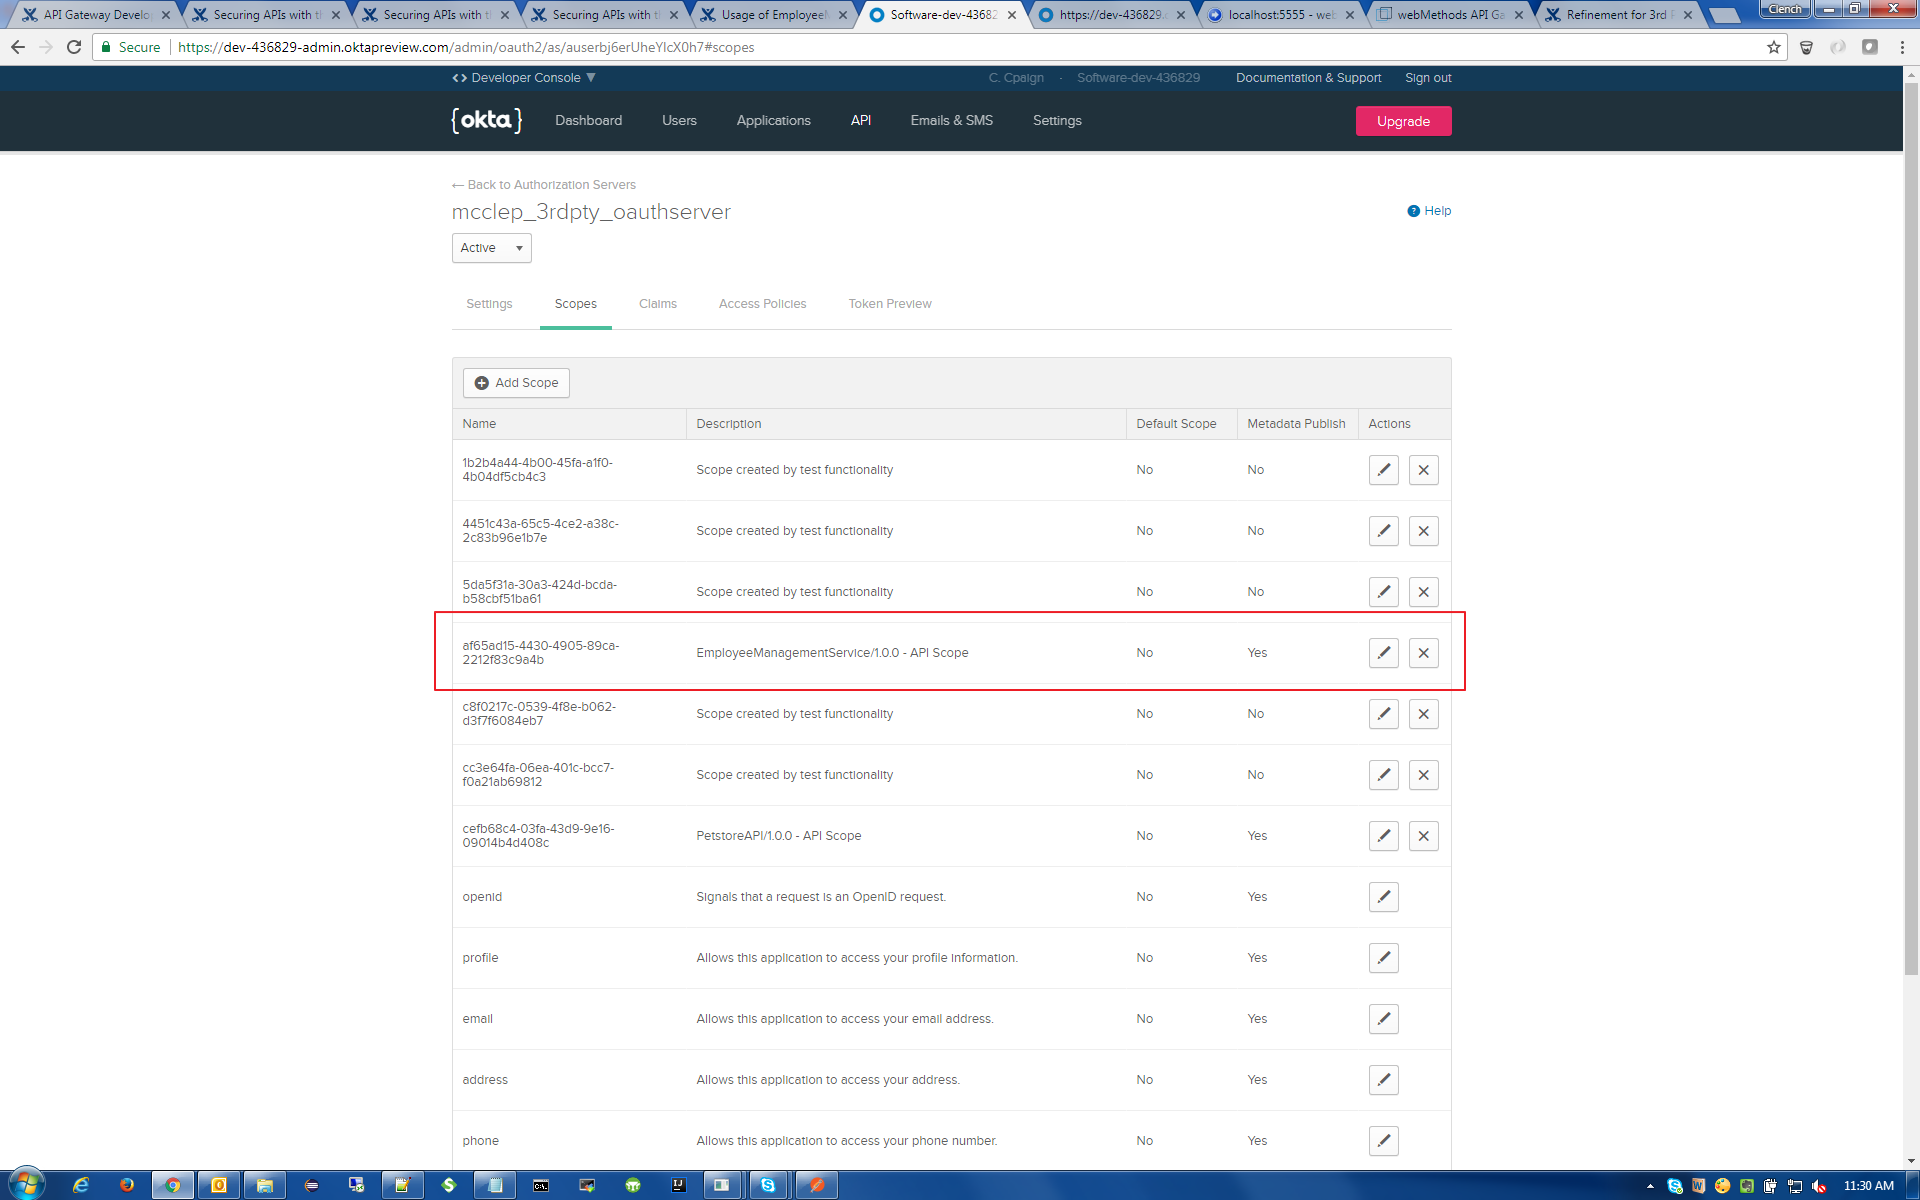 API Gateway Develo
Securing APIs with t
Securing APIs with t
Securing APIs with t
Usage of Employee
Software-dev-43682
https://dev-436829.
localhost:5555 - we
webMethods API Ga
Refinement for 3rd
Clench
Secure
https://dev-436829-admin.oktapreview.com/admin/oauth2/as/auserbj6erUheYlcX0h7#scopes
<> Developer Console ▼
C. Cpaign · Software-dev-436829
Documentation & Support
Sign out
{okta}
Dashboard
Users
Applications
API
Emails & SMS
Settings
Upgrade
← Back to Authorization Servers
mcclep_3rdpty_oauthserver
? Help
Active
Settings
Scopes
Claims
Access Policies
Token Preview
Add Scope
Name Description Default Scope Metadata Publish Actions
1b2b4a44-4b00-45fa-a1f0-
4b04df5cb4c3
Scope created by test functionality No No
4451c43a-65c5-4ce2-a38c-
2c83b96e1b7e
Scope created by test functionality No No
5da5f31a-30a3-424d-bcda-
b58cbf51ba61
Scope created by test functionality No No
af65ad15-4430-4905-89ca-
2212f83c9a4b
EmployeeManagementService/1.0.0 - API Scope No Yes
c8f0217c-0539-4f8e-b062-
d3f7f6084eb7
Scope created by test functionality No No
cc3e64fa-06ea-401c-bcc7-
f0a21ab69812
Scope created by test functionality No No
cefb68c4-03fa-43d9-9e16-
09014b4d408c
PetstoreAPI/1.0.0 - API Scope No Yes
openid Signals that a request is an OpenID request. No Yes
profile Allows this application to access your profile information. No Yes
email Allows this application to access your email address. No Yes
address Allows this application to access your address. No Yes
phone Allows this application to access your phone number. No Yes
11:30 AM